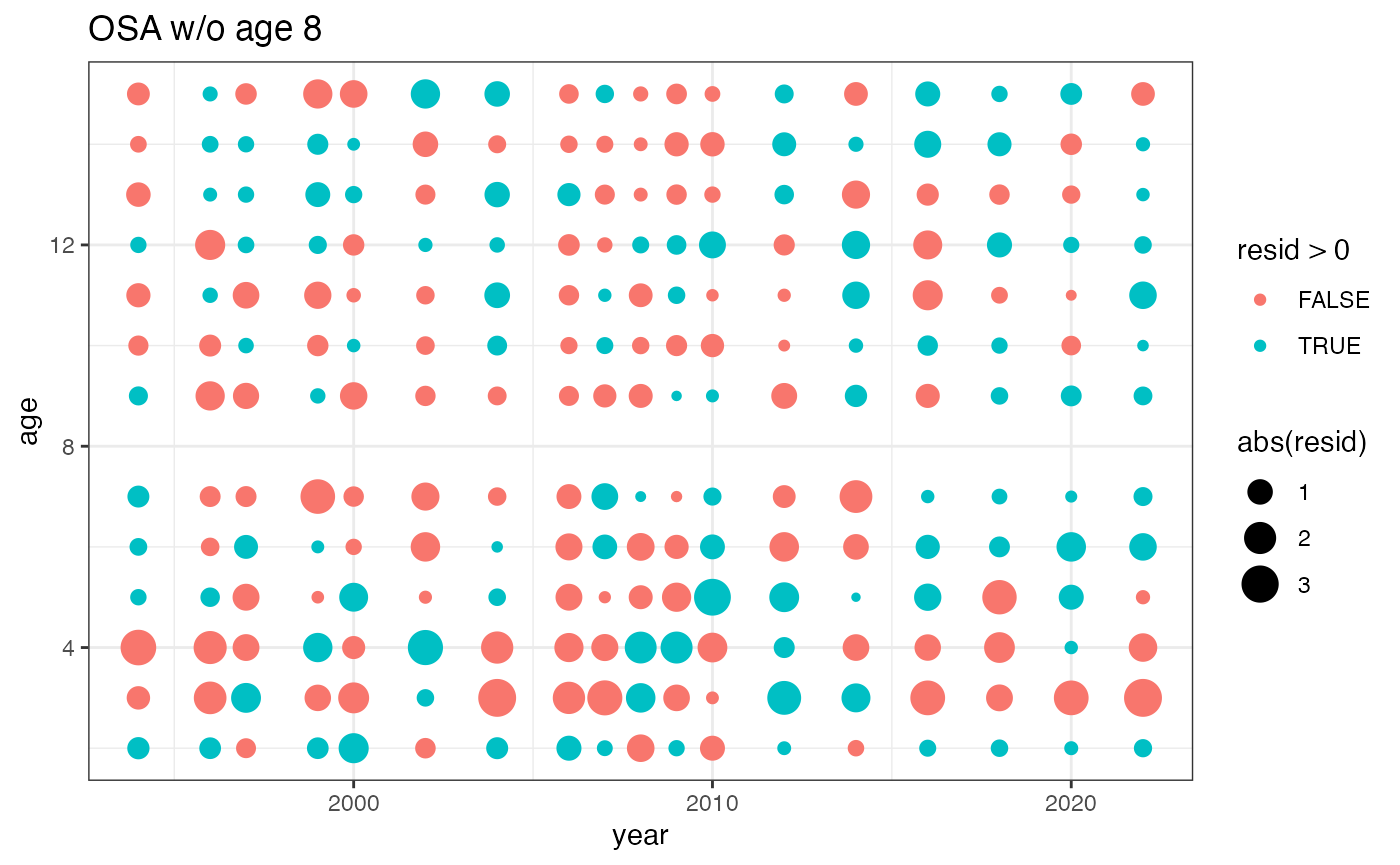 OSA w/o age 8
age
12
8
4
2000
2010
2020
year
resid > 0
FALSE
TRUE
abs(resid)
1
2
3